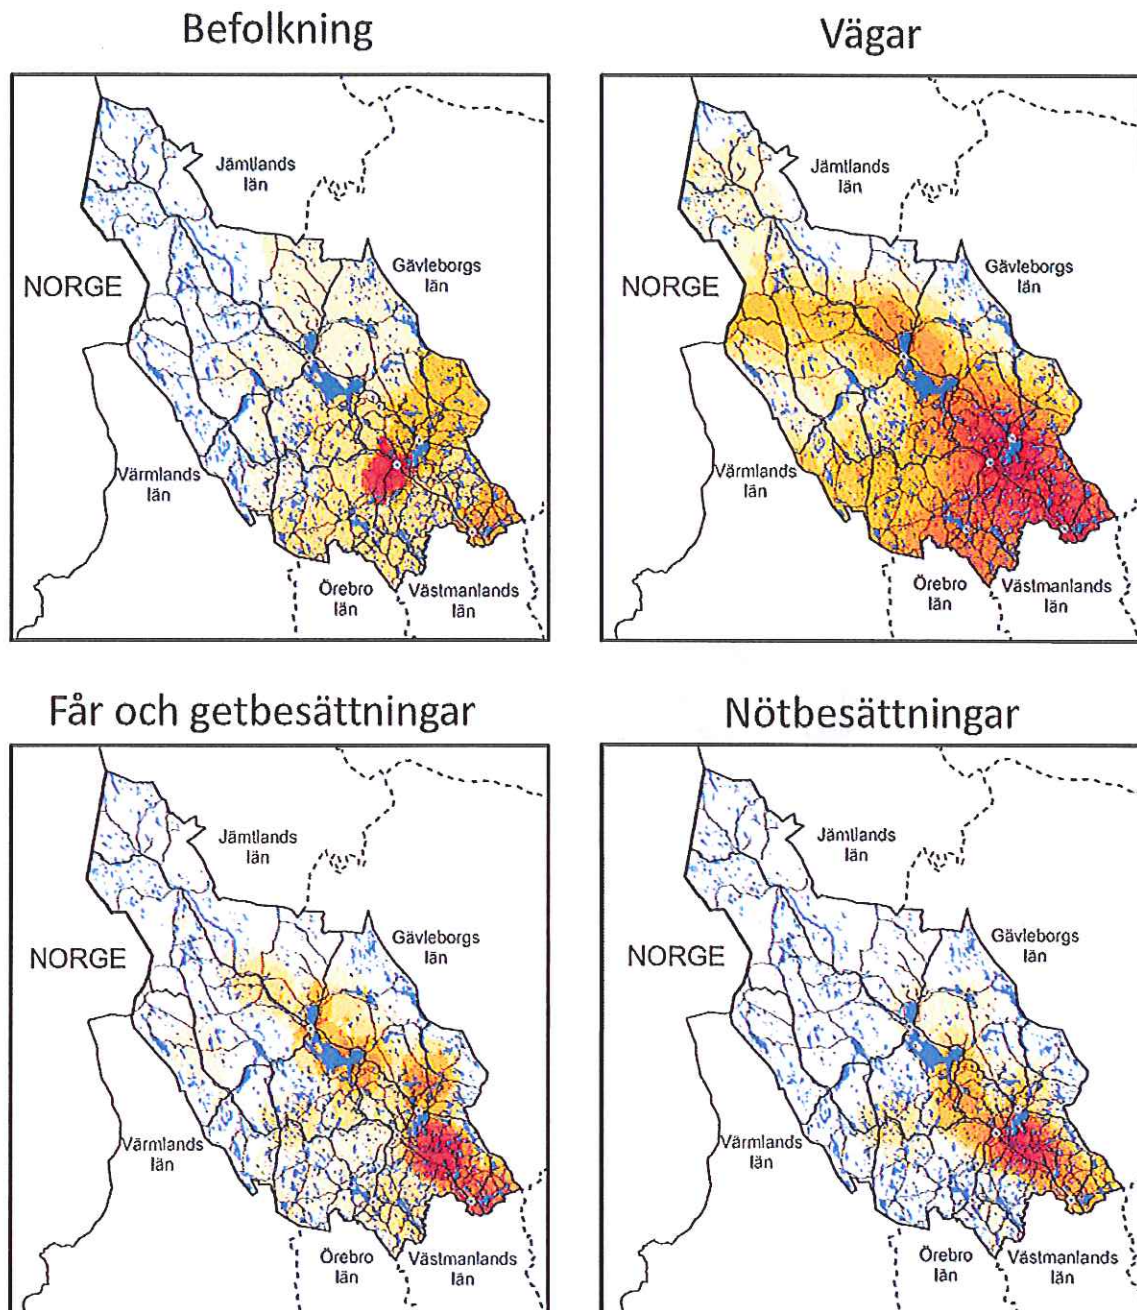 Befolkning
Jämtlands
län
NORGE
Gävleborgs
län
Värmlands
län
Örebro
län
Västmanlands
län
Vägar
Jämtlands
län
NORGE
Gävleborgs
län
Värmlands
län
Örebro
län
Västmanlands
län
Får och getbesättningar
Jämtlands
län
NORGE
Gävleborgs
län
Värmlands
län
Örebro
län
Västmanlands
län
Nötbesättningar
Jämtlands
län
NORGE
Gävleborgs
län
Värmlands
län
Örebro
län
Västmanlands
län